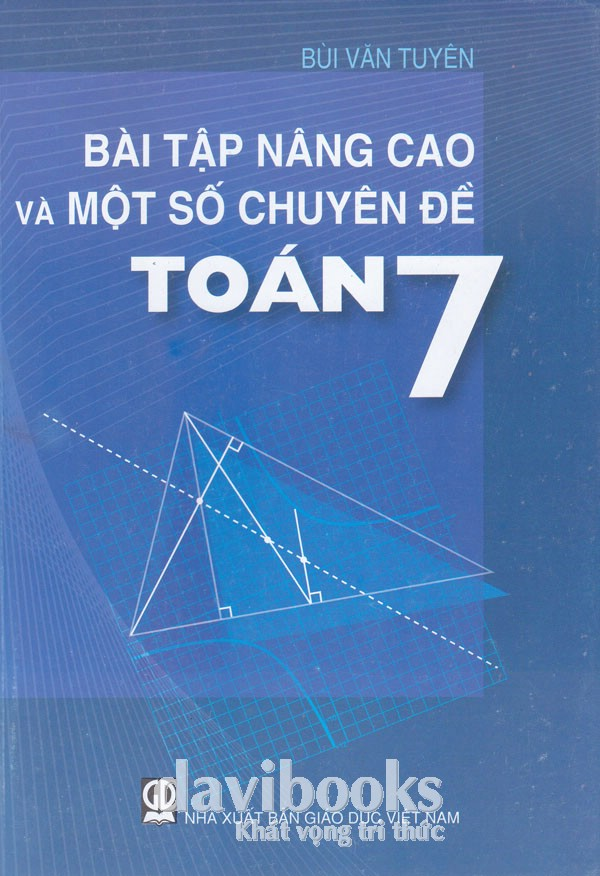 BÙI VĂN TUYÊN
BÀI TẬP NÂNG CAO
VÀ MỘT SỐ CHUYÊN ĐỀ
TOÁN 7
GD
davibooks
NHÀ XUẤT BẢN GIÁO DỤC VIỆT NAM
Khát vọng tri thức